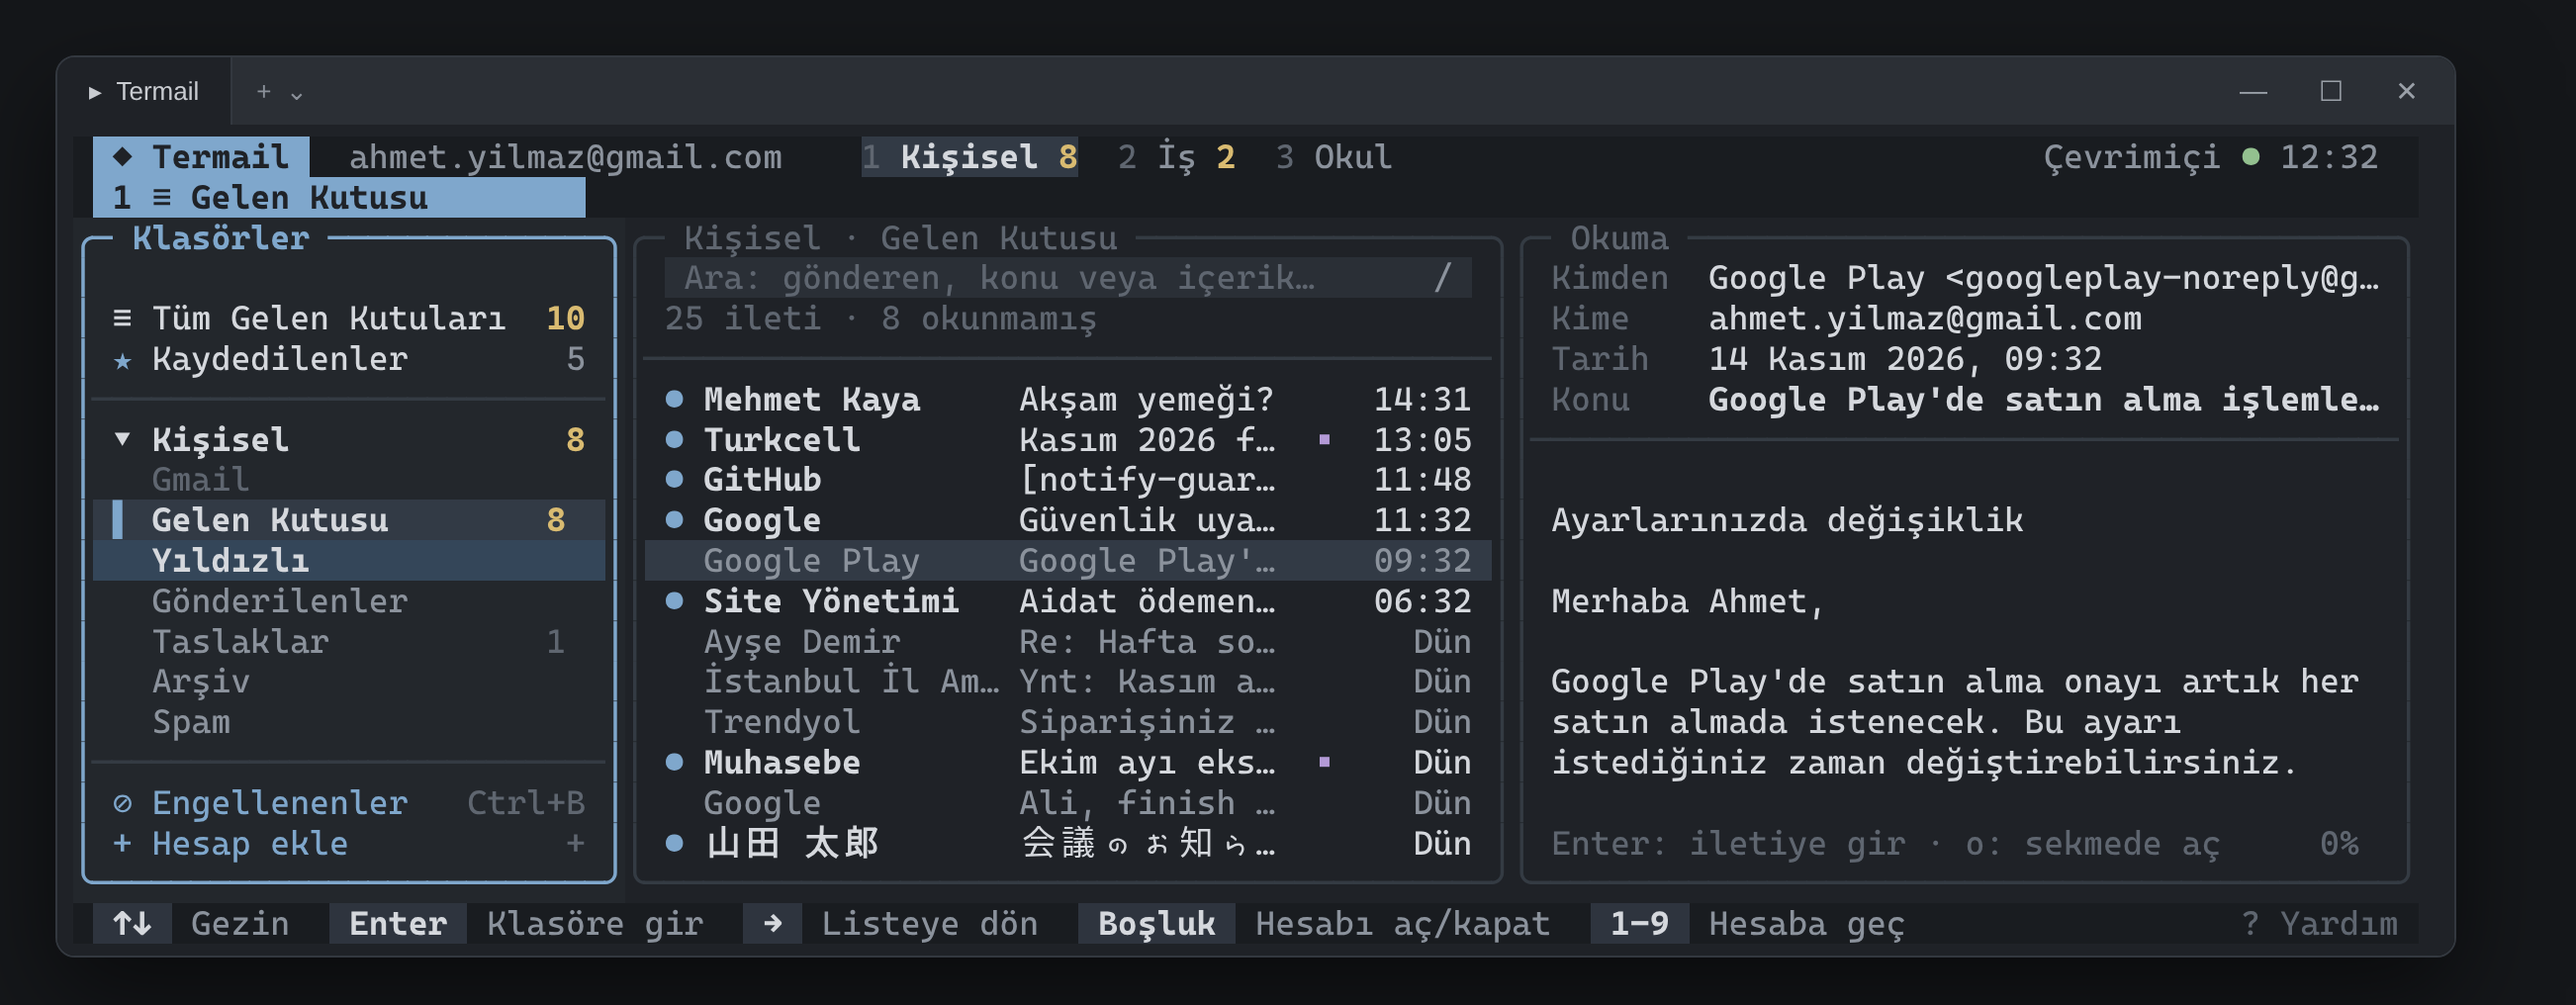 Termail
◆ Termail ahmet.yilmaz@gmail.com 1 Kişisel 8 2 İş 2 3 Okul Çevrimiçi ● 12:32
1 ≡ Gelen Kutusu
Klasörler
≡ Tüm Gelen Kutuları 10
★ Kaydedilenler 5
▼ Kişisel 8
Gmail
Gelen Kutusu 8
Yıldızlı
Gönderilenler
Taslaklar 1
Arşiv
Spam
⊘ Engellenenler Ctrl+B
+ Hesap ekle +
Kişisel · Gelen Kutusu
Ara: gönderen, konu veya içerik… /
25 ileti · 8 okunmamış
● Mehmet Kaya Akşam yemeği? 14:31
● Turkcell Kasım 2026 f… ▪ 13:05
● GitHub [notify-guar… 11:48
● Google Güvenlik uya… 11:32
Google Play Google Play'… 09:32
● Site Yönetimi Aidat ödemen… 06:32
Ayşe Demir Re: Hafta so… Dün
İstanbul İl Am… Ynt: Kasım a… Dün
Trendyol Siparişiniz … Dün
● Muhasebe Ekim ayı eks… ▪ Dün
Google Ali, finish … Dün
● 山田 太郎 会議のお知ら… Dün
Okuma
Kimden Google Play <googleplay-noreply@g…
Kime ahmet.yilmaz@gmail.com
Tarih 14 Kasım 2026, 09:32
Konu Google Play'de satın alma işlemle…
Ayarlarınızda değişiklik
Merhaba Ahmet,
Google Play'de satın alma onayı artık her
satın almada istenecek. Bu ayarı
istediğiniz zaman değiştirebilirsiniz.
Enter: iletiye gir · o: sekmede aç 0%
↑↓ Gezin Enter Klasöre gir → Listeye dön Boşluk Hesabı aç/kapat 1-9 Hesaba geç ? Yardım